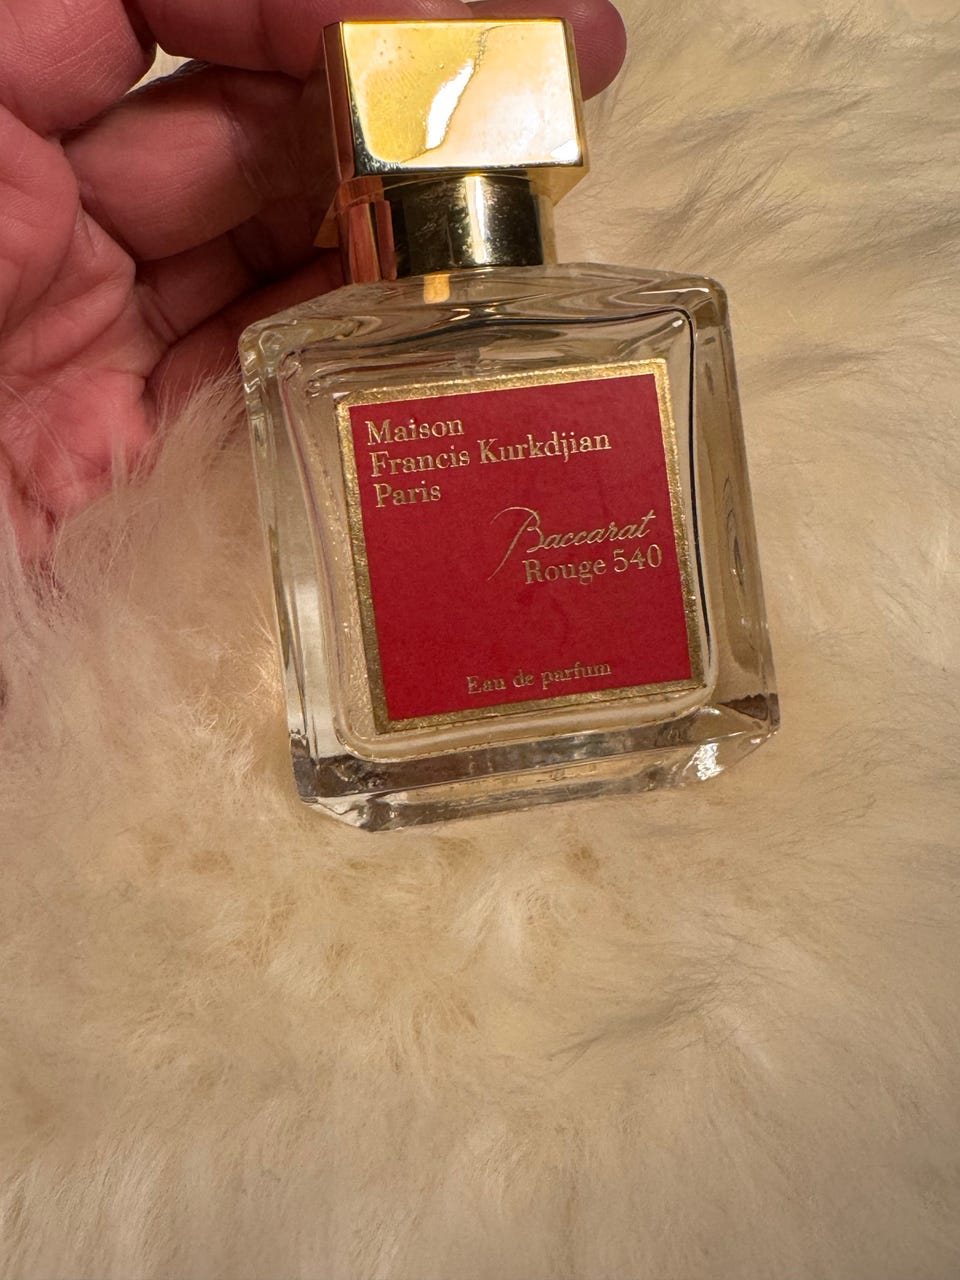 Maison
Francis Kurkdjian
Paris
Baccarat
Rouge 540
Eau de parfum